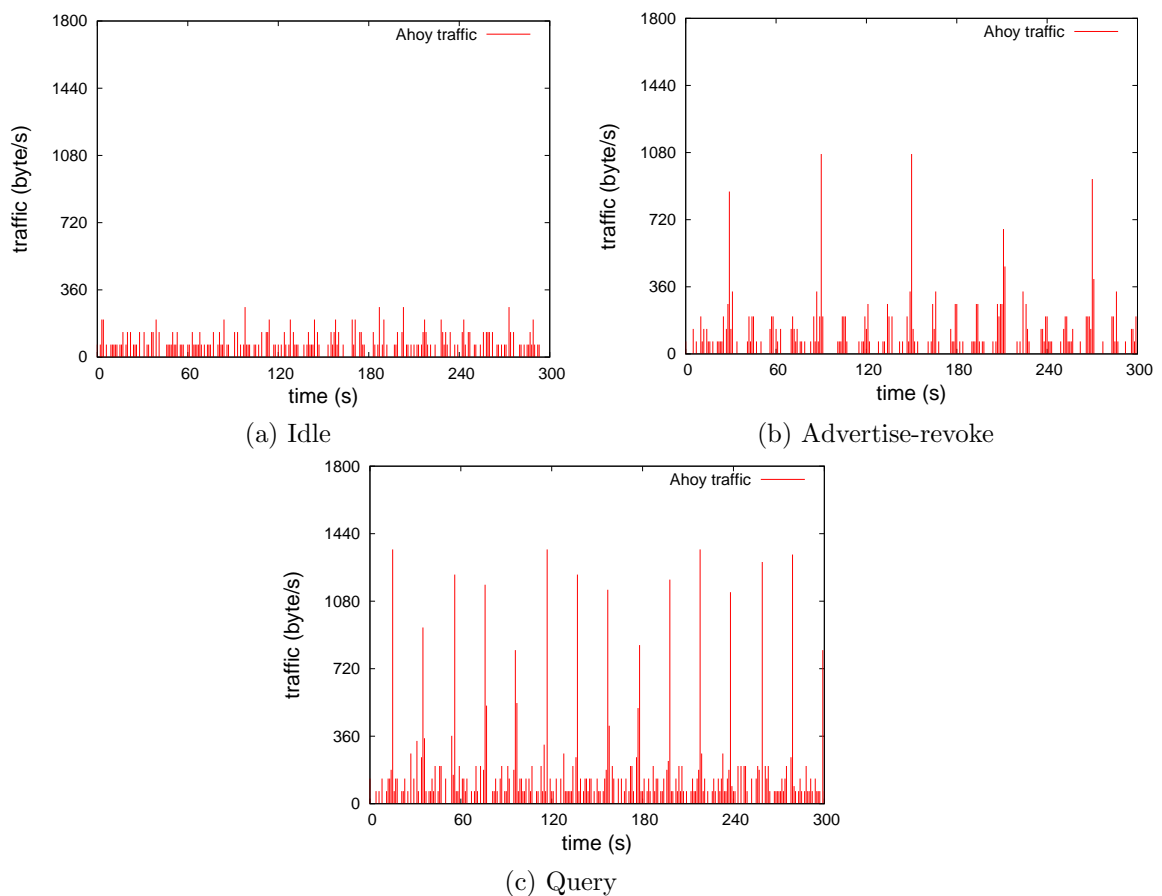 1800
1440
1080
720
360
0
traffic (byte/s)
Ahoy traffic
0 60 120 180 240 300
time (s)
(a) Idle
1800
1440
1080
720
360
0
traffic (byte/s)
Ahoy traffic
0 60 120 180 240 300
time (s)
(b) Advertise-revoke
1800
1440
1080
720
360
0
traffic (byte/s)
Ahoy traffic
0 60 120 180 240 300
time (s)
(c) Query